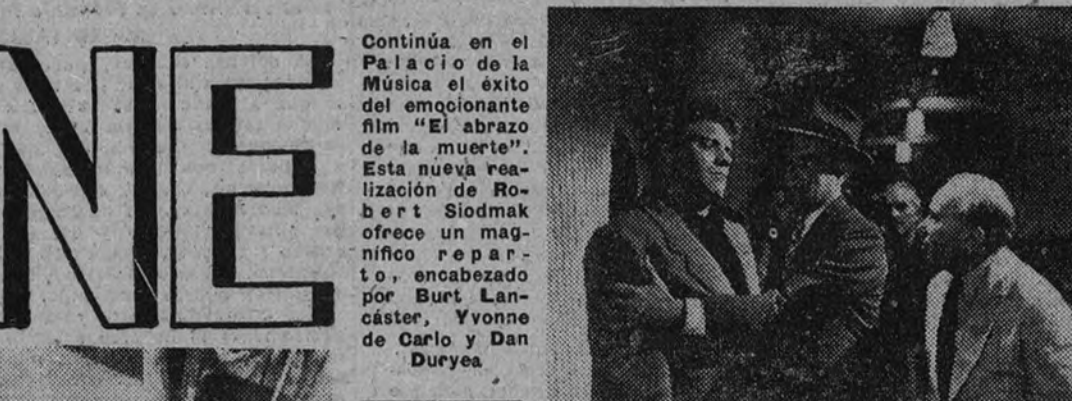 NE
Continúa en el
Palacio de la
Música el éxito
del emocionante
film “El abrazo
de la muerte”.
Esta nueva rea-
lización de Ro-
bert Siodmak
ofrece un mag-
nífico repar-
to, encabezado
por Burt Lan-
cáster, Yvonne
de Carlo y Dan
Duryea